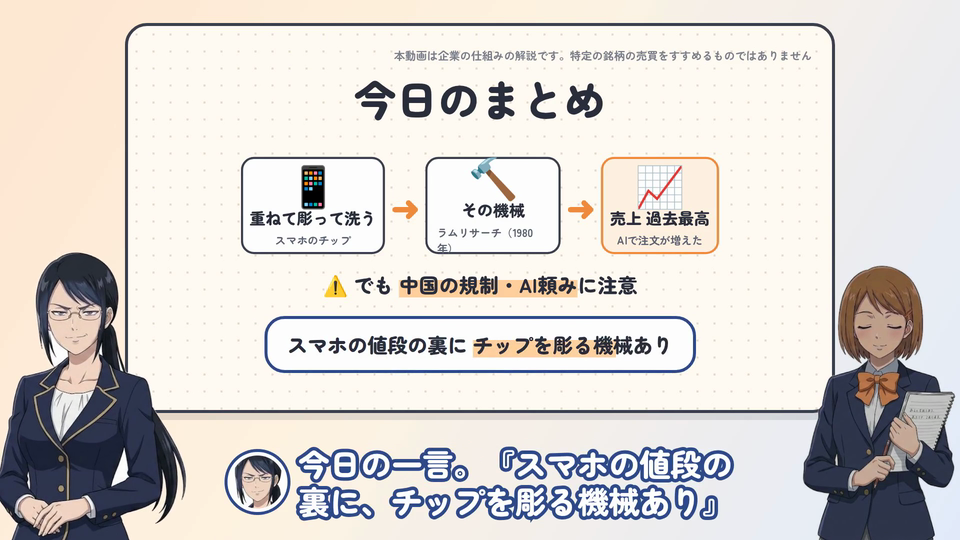 本動画は企業の仕組みの解説です。特定の銘柄の売買をすすめるものではありません
今日のまとめ
重ねて彫って洗う
スマホのチップ
その機械
ラムリサーチ（1980
年）
売上 過去最高
AIで注文が増えた
⚠️ でも 中国の規制・AI頼みに注意
スマホの値段の裏に チップを彫る機械あり
今日の一言。『スマホの値段の
裏に、チップを彫る機械あり』